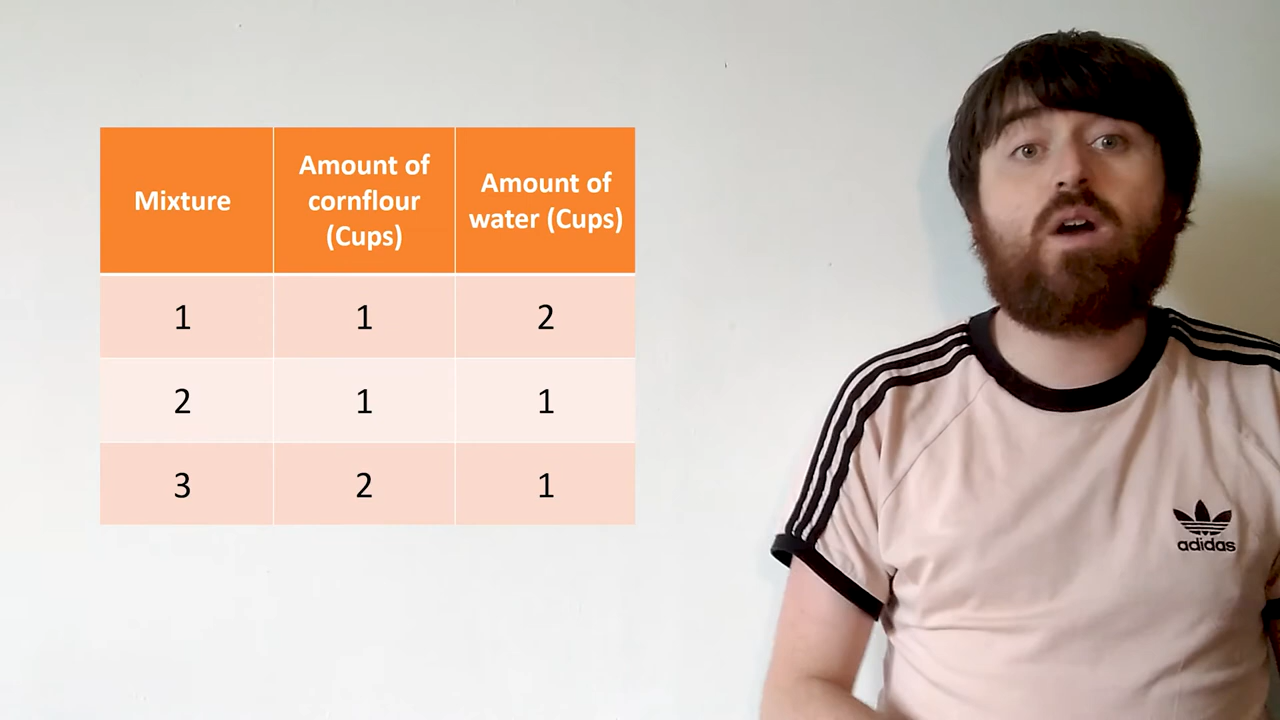 Mixture
Amount of
cornflour
(Cups)
Amount of
water (Cups)
1 1 2
2 1 1
3 2 1
adidas